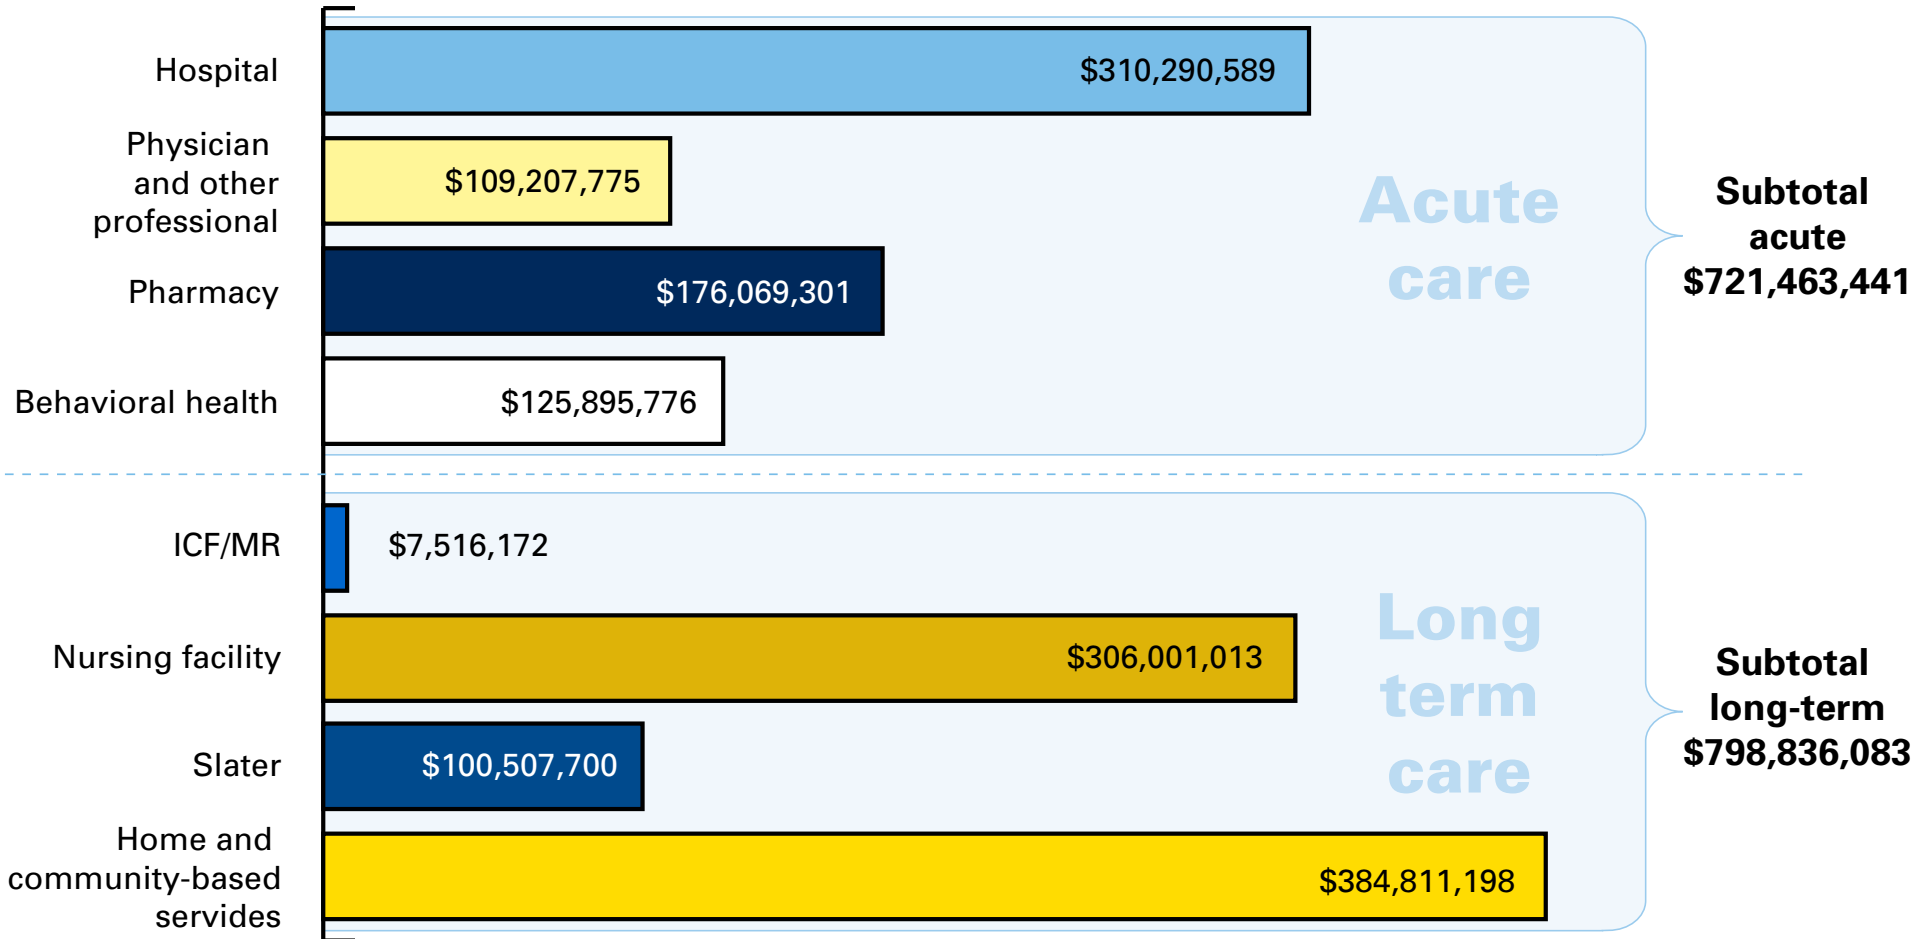 Hospital
$310,290,589
Physician
and other
professional
$109,207,775
Pharmacy
$176,069,301
Behavioral health
$125,895,776
Acute
care
Subtotal
acute
$721,463,441
ICF/MR
$7,516,172
Nursing facility
$306,001,013
Slater
$100,507,700
Home and
community-based
servides
$384,811,198
Long
term
care
Subtotal
long-term
$798,836,083